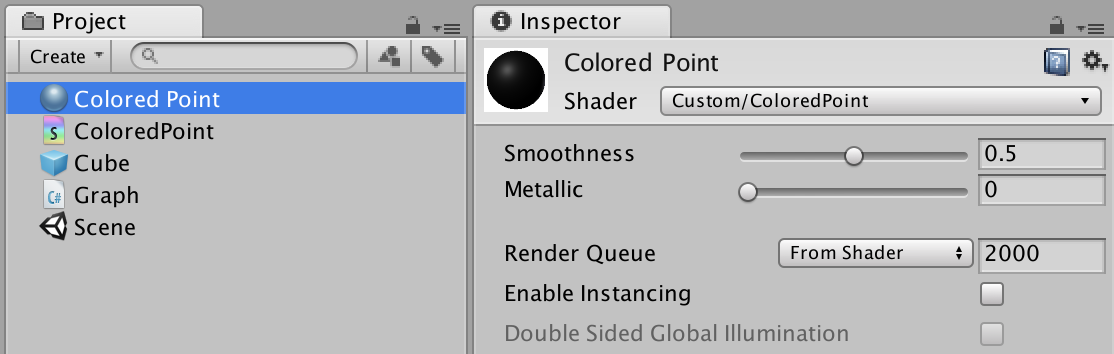 Project
Create
Colored Point
S ColoredPoint
Cube
C# Graph
Scene
Inspector
Colored Point
Shader Custom/ColoredPoint
Smoothness 0.5
Metallic 0
Render Queue From Shader 2000
Enable Instancing
Double Sided Global Illumination